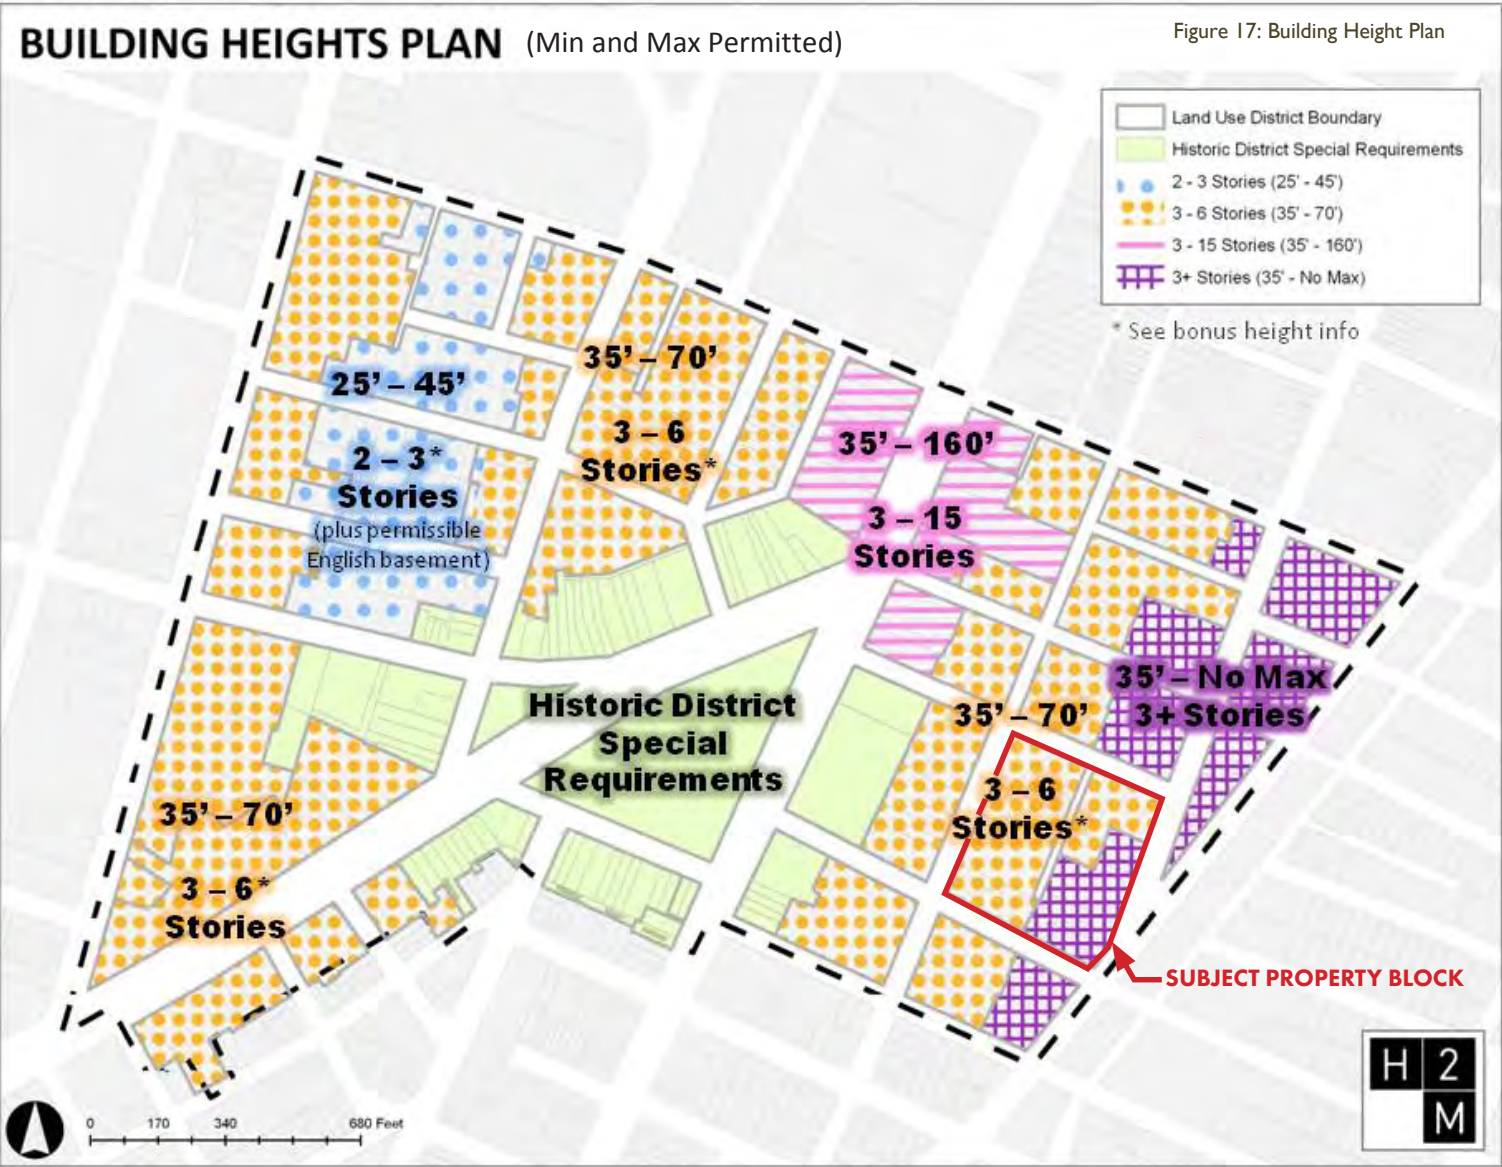 BUILDING HEIGHTS PLAN (Min and Max Permitted)
Figure 17: Building Height Plan
Land Use District Boundary
Historic District Special Requirements
2 - 3 Stories (25' - 45')
3 - 6 Stories (35' - 70')
3 - 15 Stories (35' - 160')
3+ Stories (35' - No Max)
* See bonus height info
35' – 70'
3 – 6
Stories*
25' – 45'
2 – 3*
Stories
(plus permissible
English basement)
35' – 160'
3 – 15
Stories
35' – No Max
3+ Stories
Historic District
Special
Requirements
35' – 70'
3 – 6
Stories*
35' – 70'
3 – 6*
Stories
SUBJECT PROPERTY BLOCK
0 170 340 680 Feet
H 2
M